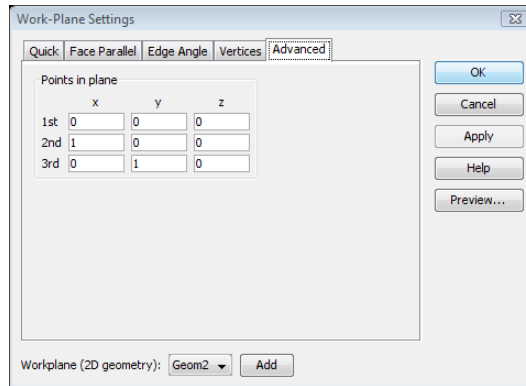 Work-Plane Settings
Quick Face Parallel Edge Angle Vertices Advanced
Points in plane
x y z
1st 0 0 0
2nd 1 0 0
3rd 0 1 0
OK
Cancel
Apply
Help
Preview...
Workplane (2D geometry): Geom2 Add